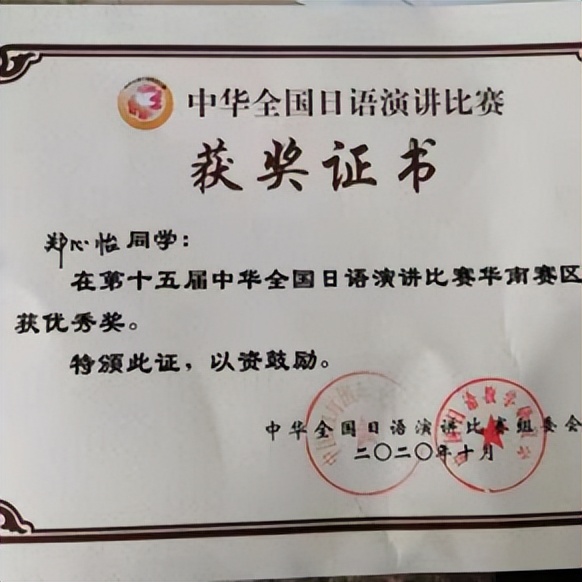 中华全国日语演讲比赛
获奖证书
郑心怡同学：
在第十五届中华全国日语演讲比赛华南赛区
获优秀奖。
特颁此证，以资鼓励。
中华全国日语演讲比赛组委会
二〇二〇年十月